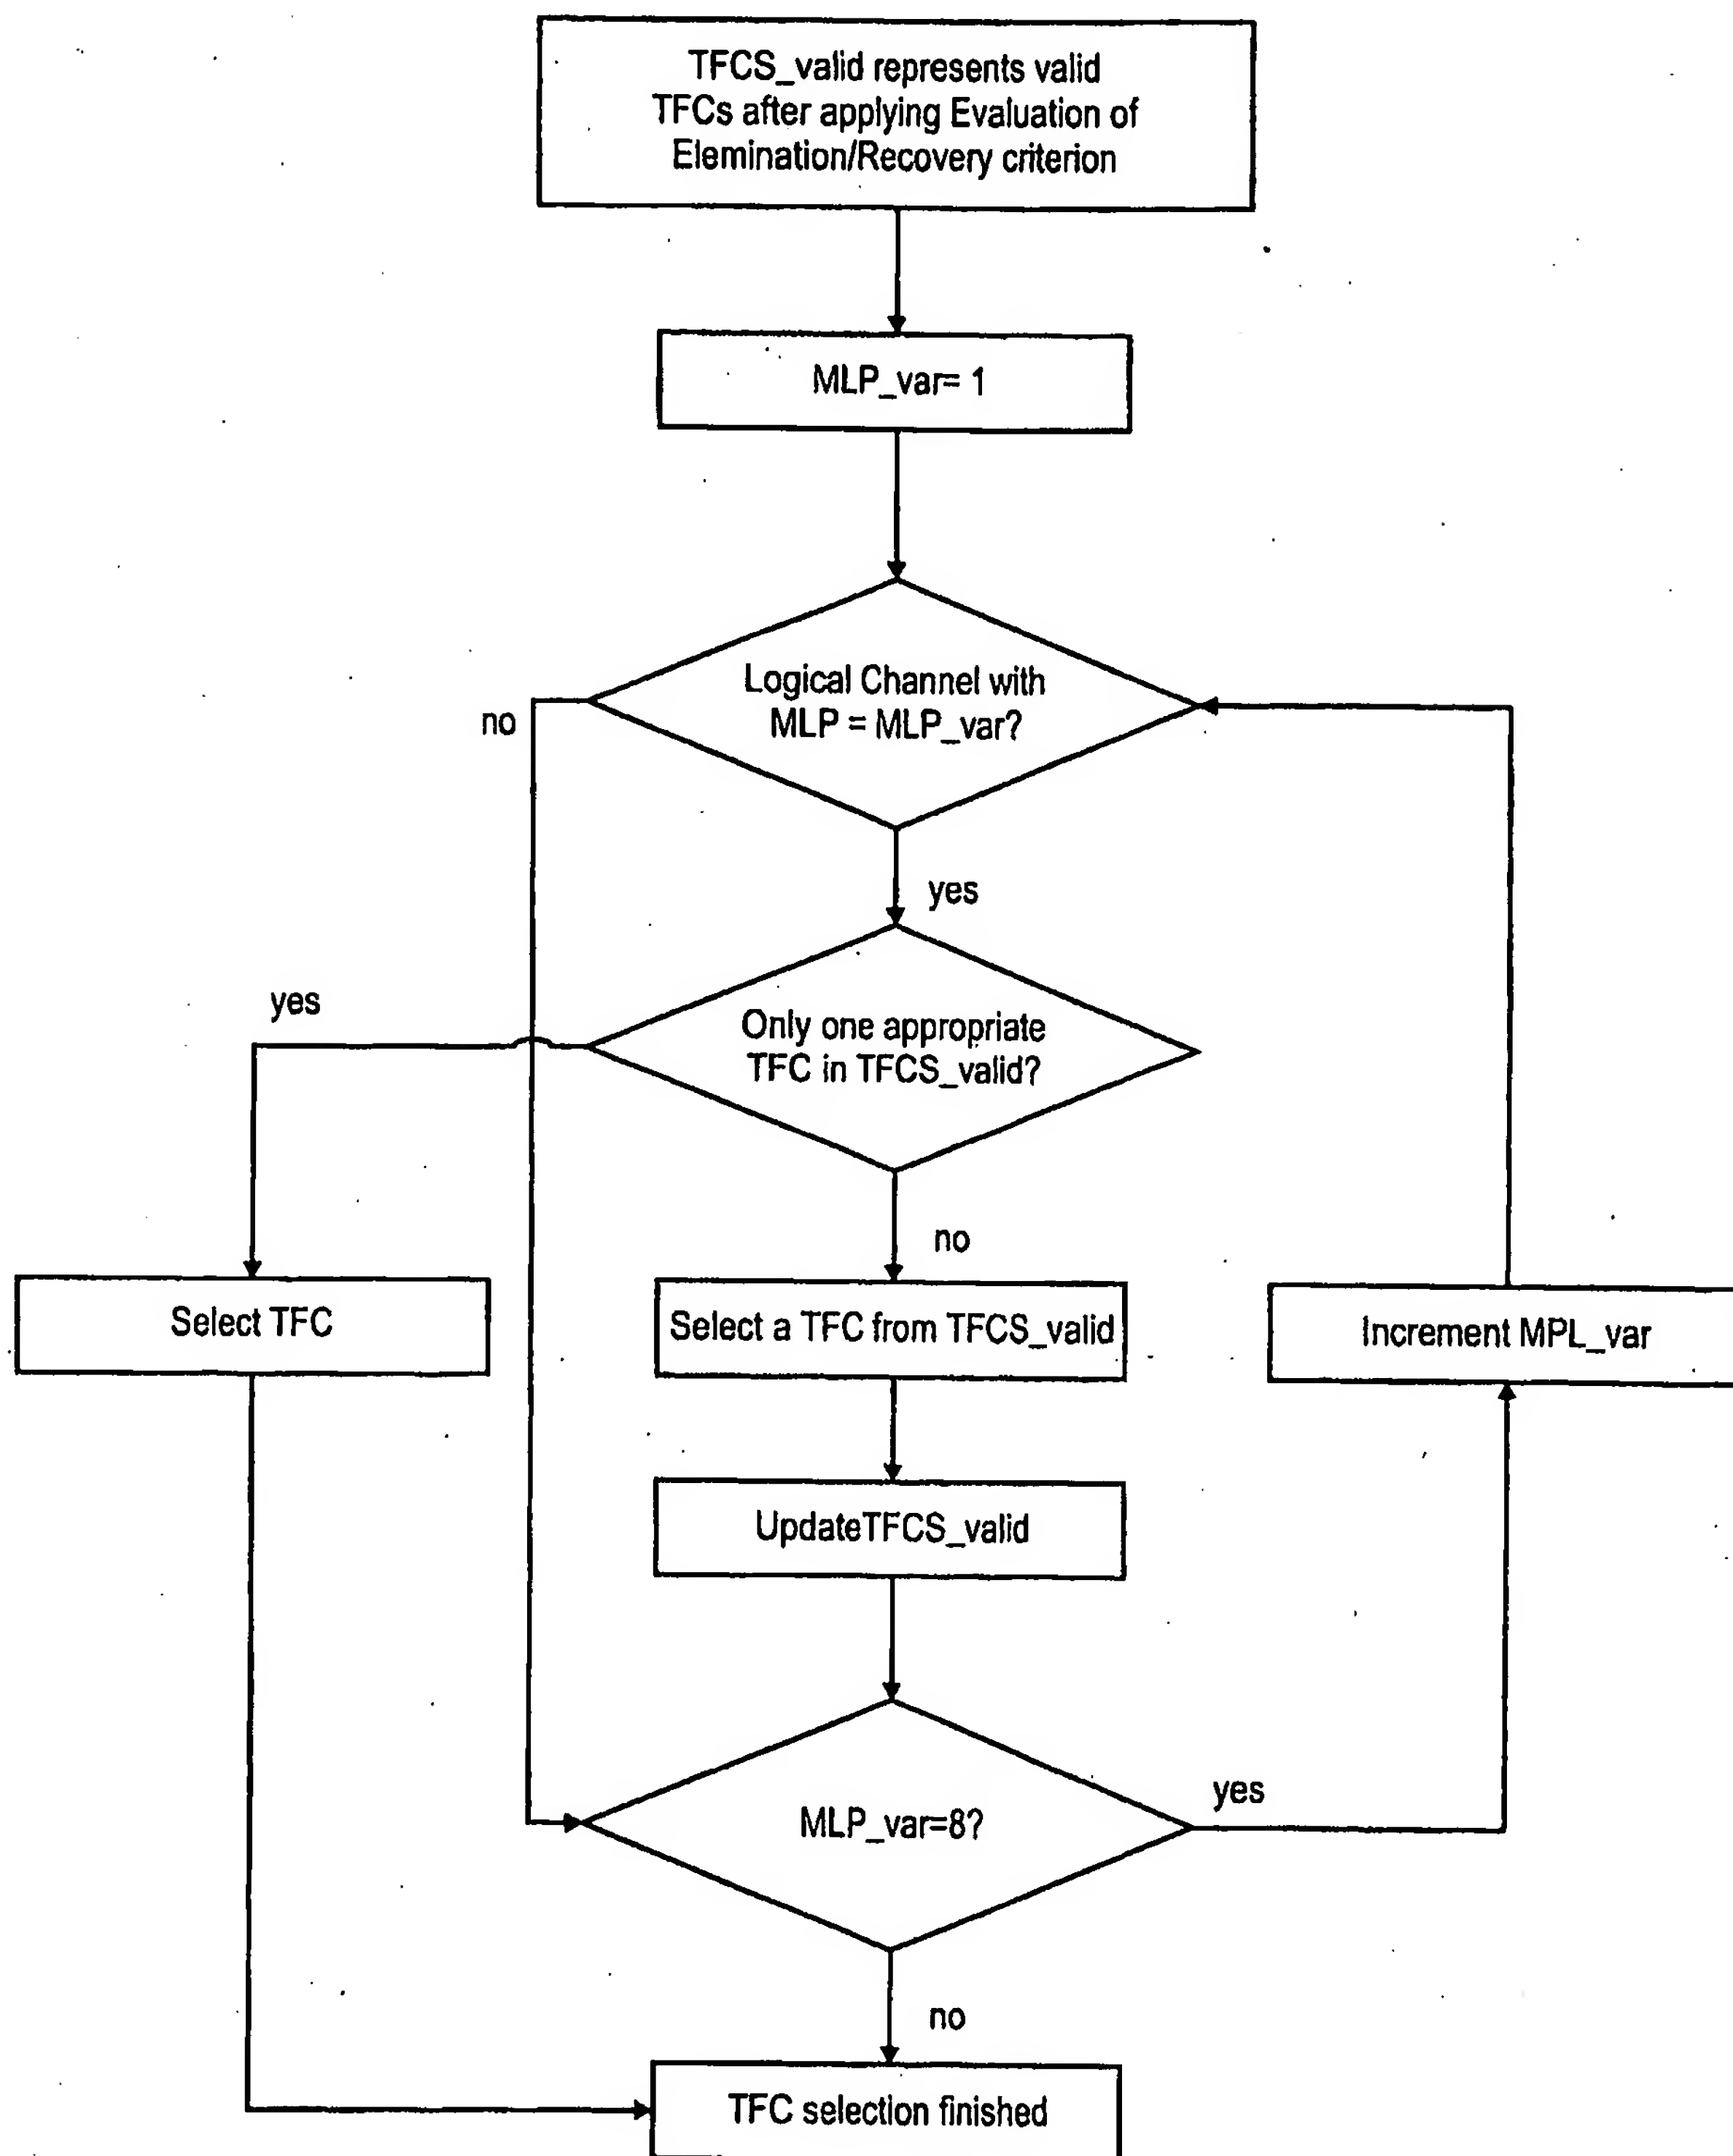 TFCS_valid represents valid
TFCs after applying Evaluation of
Elemination/Recovery criterion
MLP_var= 1
Logical Channel with
MLP = MLP_var?
no
yes
Only one appropriate
TFC in TFCS_valid?
yes
no
Select TFC
Select a TFC from TFCS_valid
Increment MPL_var
UpdateTFCS_valid
MLP_var=8?
yes
no
TFC selection finished